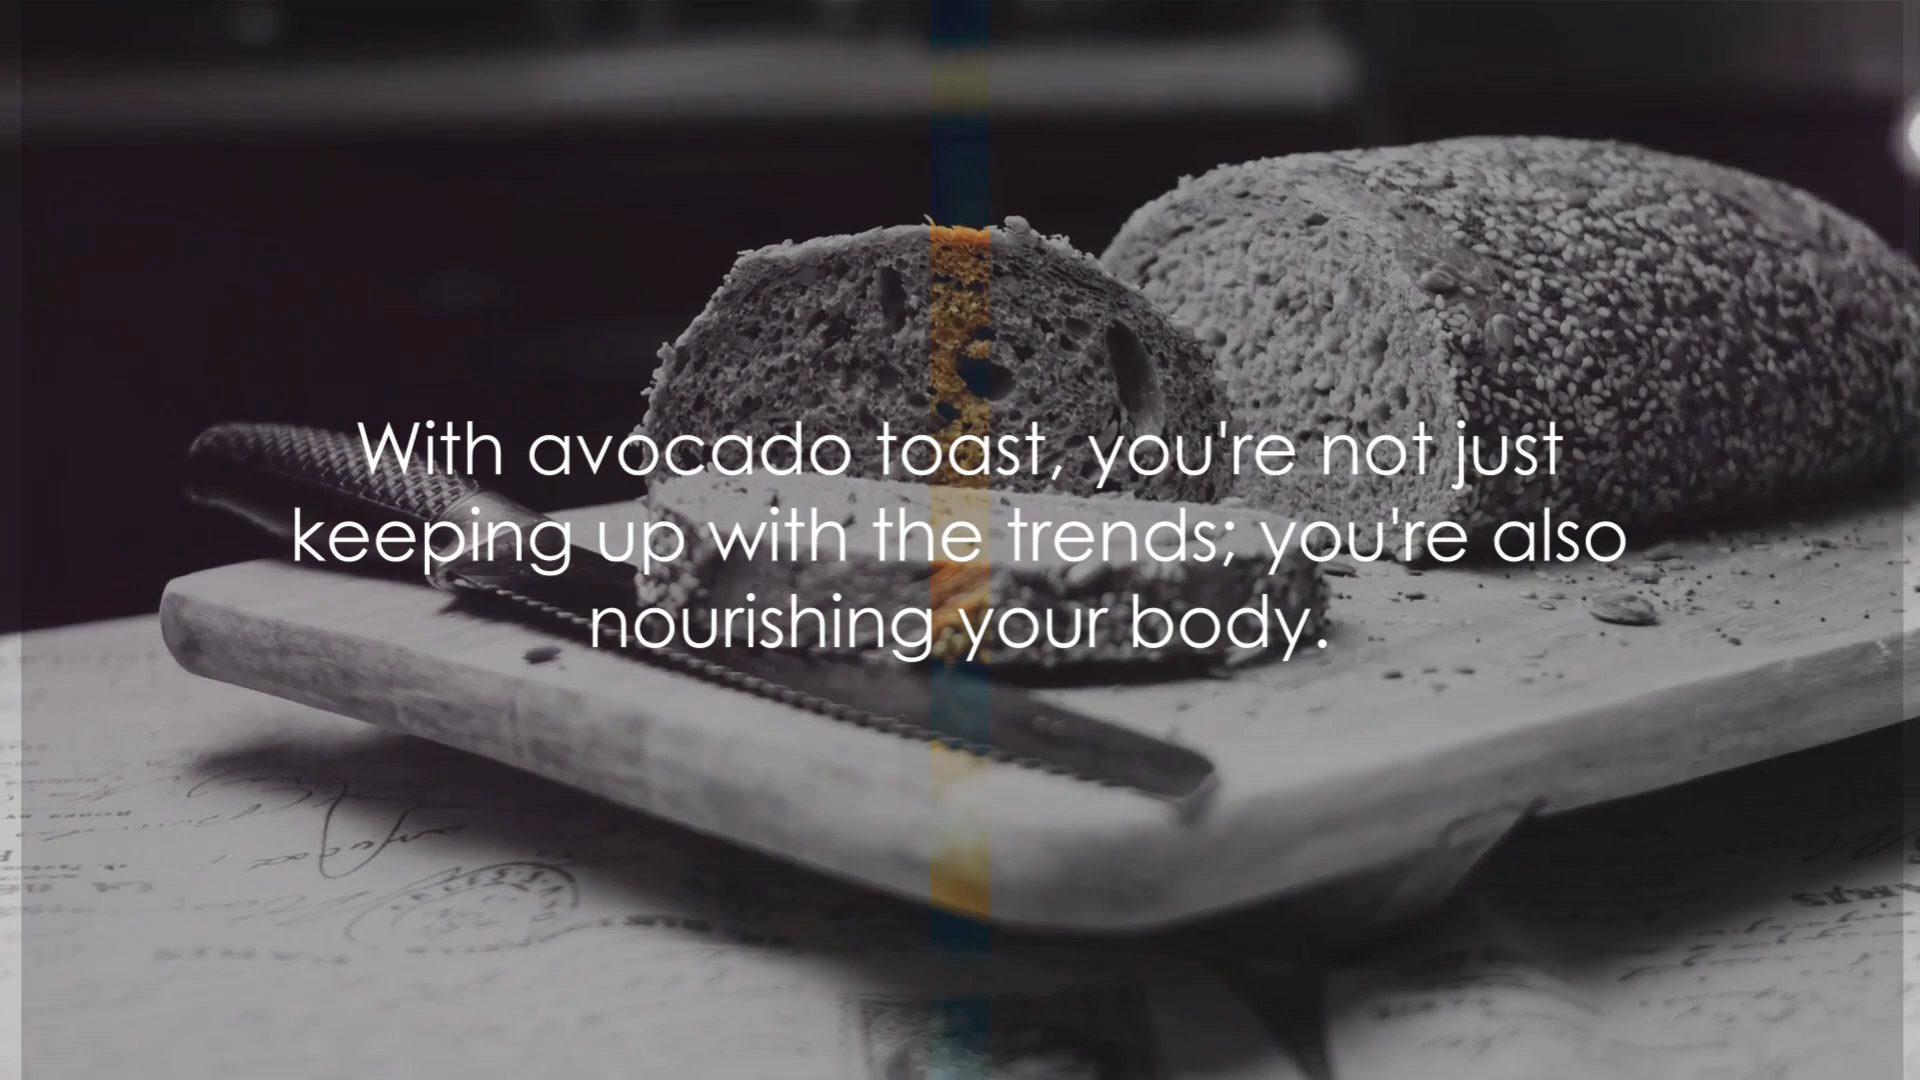 With avocado toast, you're not just
keeping up with the trends; you're also
nourishing your body.